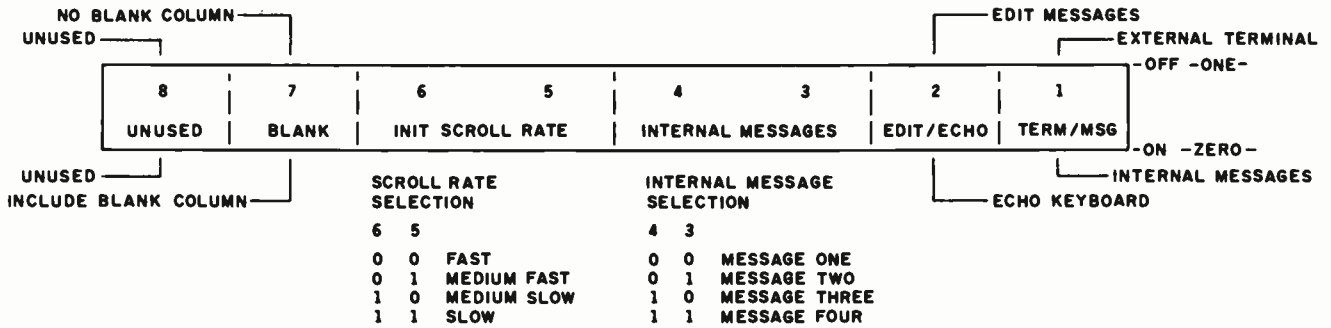 NO BLANK COLUMN
EDIT MESSAGES
UNUSED
EXTERNAL TERMINAL
-OFF -ONE-
8 7 6 5 4 3 2 1
UNUSED BLANK INIT SCROLL RATE INTERNAL MESSAGES EDIT/ECHO TERM/MSG
-ON -ZERO-
UNUSED
INTERNAL MESSAGES
INCLUDE BLANK COLUMN
ECHO KEYBOARD
SCROLL RATE
SELECTION
6 5
0 0 FAST
0 1 MEDIUM FAST
1 0 MEDIUM SLOW
1 1 SLOW
INTERNAL MESSAGE
SELECTION
4 3
0 0 MESSAGE ONE
0 1 MESSAGE TWO
1 0 MESSAGE THREE
1 1 MESSAGE FOUR